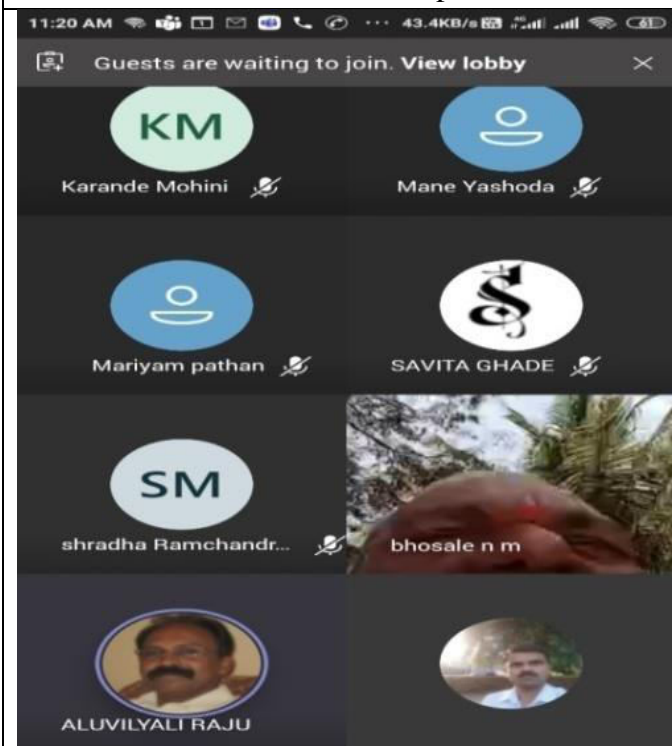 11:20 AM 43.4KB/s
Guests are waiting to join. View lobby
KM
Karande Mohini
Mane Yashoda
Mariyam pathan
S
SAVITA GHADE
SM
shradha Ramchandr...
bhosale n m
ALUVILYALI RAJU